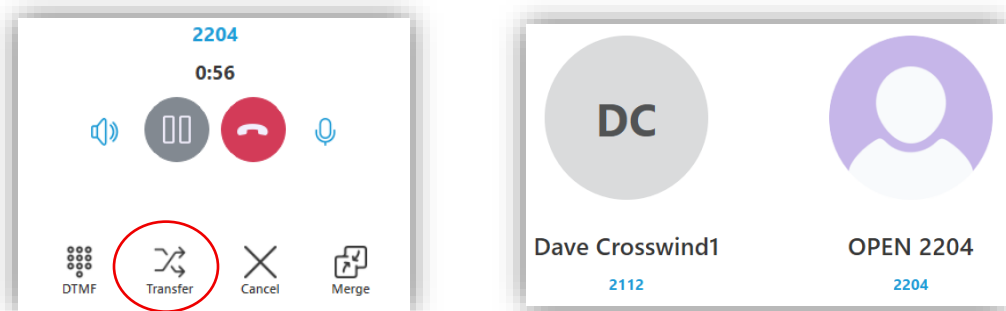 2204
0:56
DTMF Transfer Cancel Merge
DC
Dave Crosswind1 OPEN 2204
2112 2204